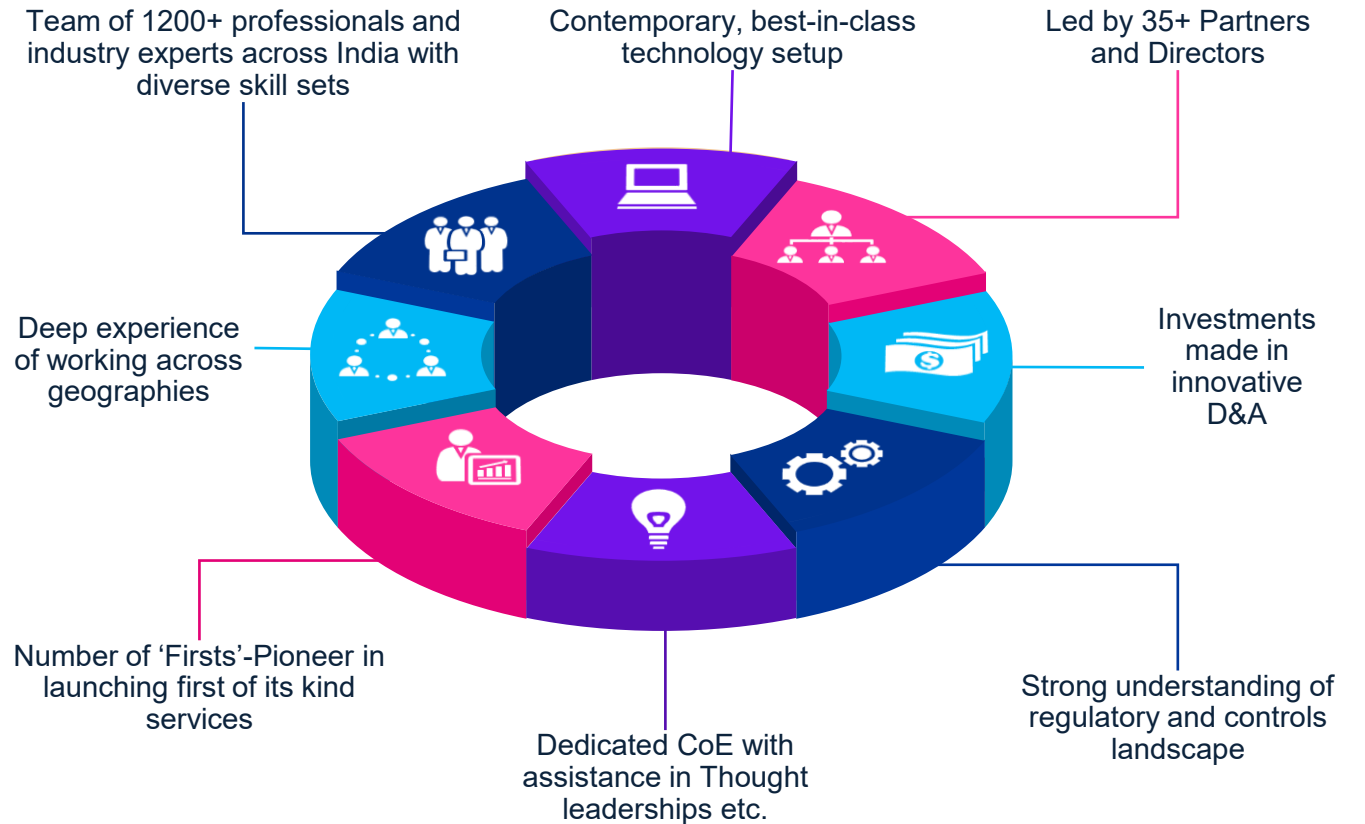 Team of 1200+ professionals and
industry experts across India with
diverse skill sets
Contemporary, best-in-class
technology setup
Led by 35+ Partners
and Directors
Deep experience
of working across
geographies
Investments
made in
innovative
D&A
$
Number of ‘Firsts’-Pioneer in
launching first of its kind
services
Dedicated CoE with
assistance in Thought
leaderships etc.
Strong understanding of
regulatory and controls
landscape